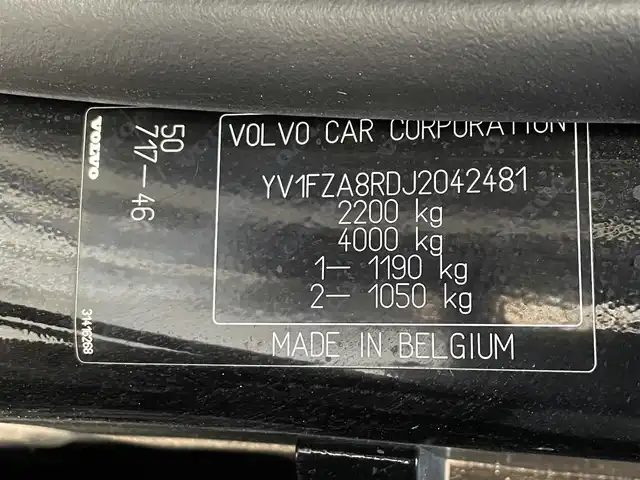 VOLVO
50
717-46
VOLVO CAR CORPORATION
YV1FZA8RDJ2042481
2200 kg
4000 kg
1- 1190 kg
2- 1050 kg
MADE IN BELGIUM